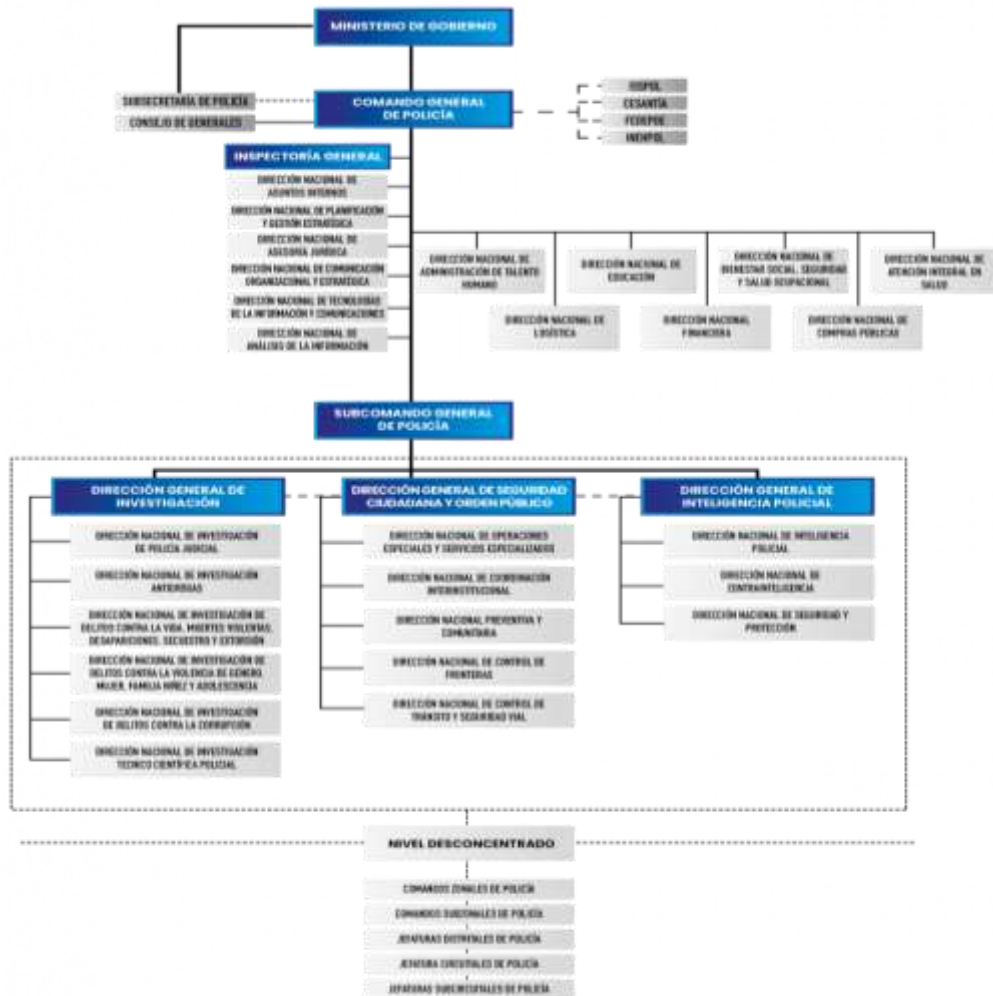 MINISTERIO DE GOBIERNO
SUBSECRETARÍA DE POLICÍA
CONSEJO DE GENERALES
COMANDO GENERAL
DE POLICÍA
ISSPOL
CESANTÍA
INSPECTORÍA GENERAL
DIRECCIÓN NACIONAL DE
ASUNTOS INTERNOS
DIRECCIÓN NACIONAL DE PLANIFICACIÓN
Y GESTIÓN ESTRATÉGICA
DIRECCIÓN NACIONAL DE
ASESORÍA JURÍDICA
DIRECCIÓN NACIONAL DE COMUNICACIÓN
ORGANIZACIONAL Y ESTRATÉGICA
DIRECCIÓN NACIONAL DE TECNOLOGÍAS
DE LA INFORMACIÓN Y COMUNICACIONES
DIRECCIÓN NACIONAL DE
ANÁLISIS DE LA INFORMACIÓN
DIRECCIÓN NACIONAL DE
ADMINISTRACIÓN DE TALENTO
HUMANO
DIRECCIÓN NACIONAL DE
EDUCACIÓN
DIRECCIÓN NACIONAL DE
BIENESTAR SOCIAL, SEGURIDAD
Y SALUD OCUPACIONAL
DIRECCIÓN NACIONAL DE
ATENCIÓN INTEGRAL EN
SALUD
DIRECCIÓN NACIONAL DE
LOGÍSTICA
DIRECCIÓN NACIONAL
FINANCIERA
DIRECCIÓN NACIONAL DE
COMPRAS PÚBLICAS
SUBCOMANDO GENERAL
DE POLICÍA
DIRECCIÓN GENERAL DE
INVESTIGACIÓN
DIRECCIÓN NACIONAL DE INVESTIGACIÓN
DE POLICÍA JUDICIAL
DIRECCIÓN NACIONAL DE INVESTIGACIÓN
ANTIDROGAS
DIRECCIÓN NACIONAL DE INVESTIGACIÓN DE
DELITOS CONTRA LA VIDA, MUERTES VIOLENTAS,
DESAPARICIONES, SECUESTRO Y EXTORSIÓN
DIRECCIÓN NACIONAL DE INVESTIGACIÓN DE
DELITOS CONTRA LA VIOLENCIA DE GÉNERO,
MUJER, FAMILIA NIÑEZ Y ADOLESCENCIA
DIRECCIÓN NACIONAL DE INVESTIGACIÓN
DE DELITOS CONTRA LA CORRUPCIÓN
DIRECCIÓN NACIONAL DE INVESTIGACIÓN
TÉCNICO CIENTÍFICA POLICIAL
DIRECCIÓN GENERAL DE SEGURIDAD
CIUDADANA Y ORDEN PÚBLICO
DIRECCIÓN NACIONAL DE OPERACIONES
ESPECIALES Y SERVICIOS ESPECIALIZADOS
DIRECCIÓN NACIONAL DE COORDINACIÓN
INTERINSTITUCIONAL
DIRECCIÓN NACIONAL PREVENTIVA Y
COMUNITARIA
DIRECCIÓN NACIONAL DE CONTROL DE
FRONTERAS
DIRECCIÓN NACIONAL DE CONTROL DE
TRÁNSITO Y SEGURIDAD VIAL
DIRECCIÓN GENERAL DE
INTELIGENCIA POLICIAL
DIRECCIÓN NACIONAL DE INTELIGENCIA
POLICIAL
DIRECCIÓN NACIONAL DE
CONTRAINTELIGENCIA
DIRECCIÓN NACIONAL DE SEGURIDAD Y
PROTECCIÓN
NIVEL DESCONCENTRADO
COMANDOS ZONALES DE POLICÍA
COMANDOS SUBZONALES DE POLICÍA
JEFATURAS DISTRITALES DE POLICÍA
JEFATURA CIRCUITALES DE POLICÍA
JEFATURAS SUBCIRCUITALES DE POLICÍA